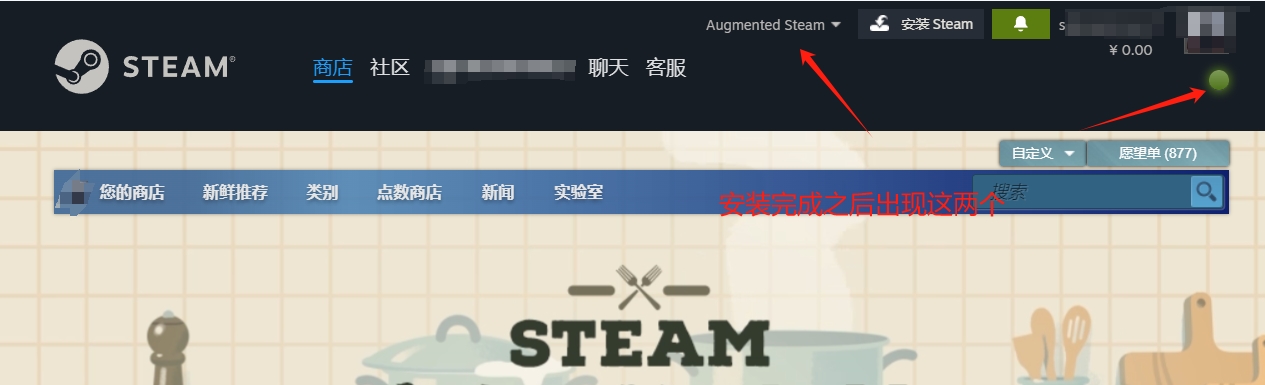 Augmented Steam
安装 Steam
s
¥ 0.00
STEAM®
商店 社区 聊天 客服
自定义
愿望单 (877)
您的商店 新鲜推荐 类别 点数商店 新闻 实验室
搜索
安装完成之后出现这两个
STEAM